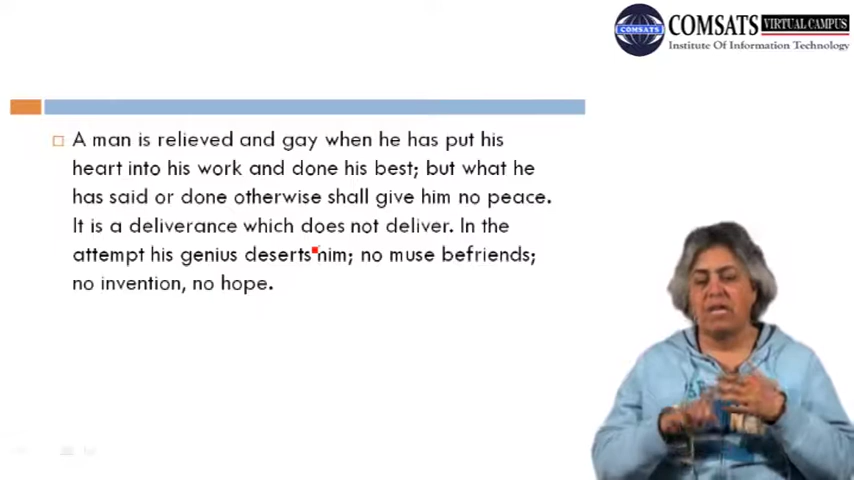 COMSATS
COMSATS VIRTUAL CAMPUS
Institute Of Information Technology
A man is relieved and gay when he has put his
heart into his work and done his best; but what he
has said or done otherwise shall give him no peace.
It is a deliverance which does not deliver. In the
attempt his genius deserts him; no muse befriends;
no invention, no hope.